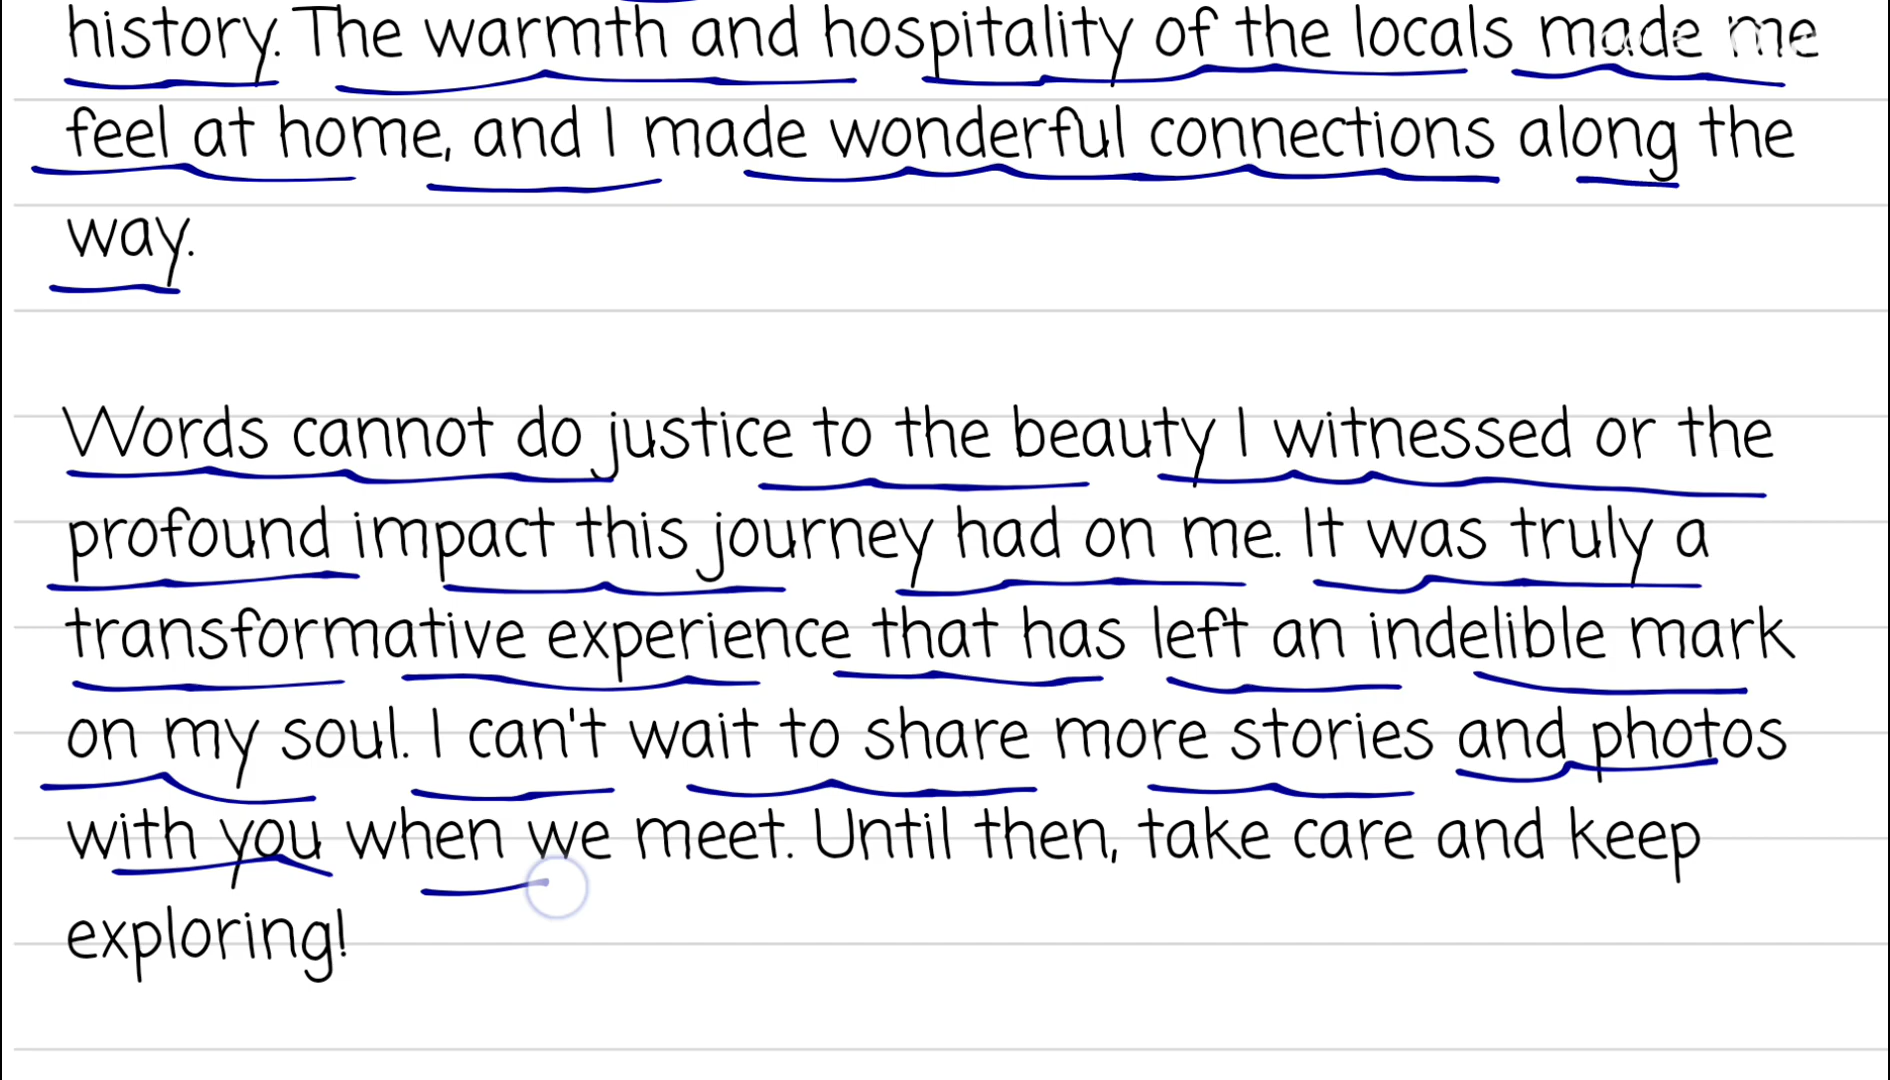 history. The warmth and hospitality of the locals made me
feel at home, and I made wonderful connections along the
way.
Words cannot do justice to the beauty I witnessed or the
profound impact this journey had on me. It was truly a
transformative experience that has left an indelible mark
on my soul. I can't wait to share more stories and photos
with you when we meet. Until then, take care and keep
exploring!